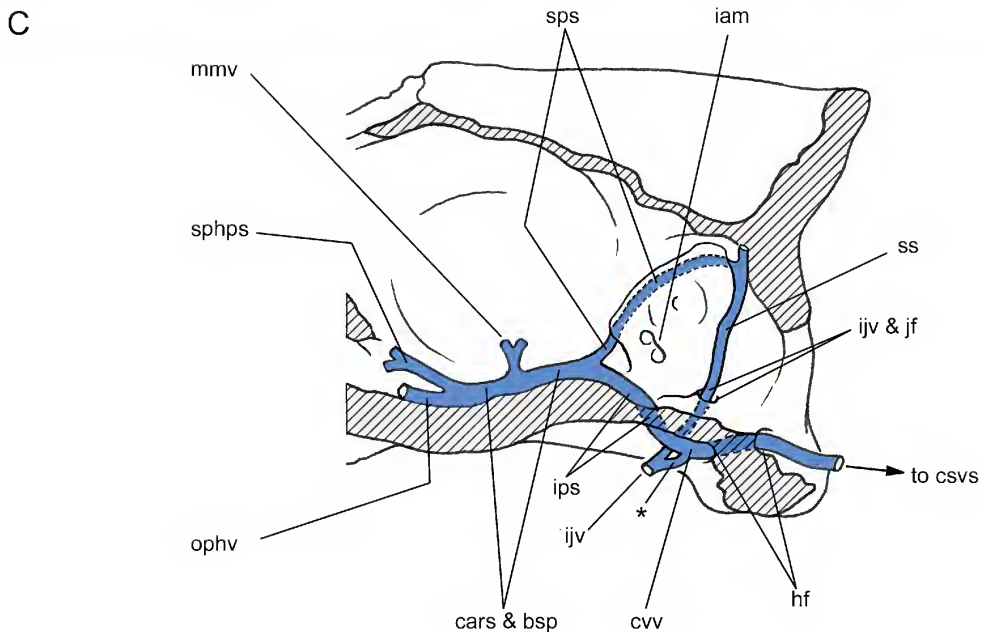 C
sps
iam
mmv
sphps
ss
ijv & jf
to csvs
ips
*
ijv
ophv
hf
cars & bsp
cvv